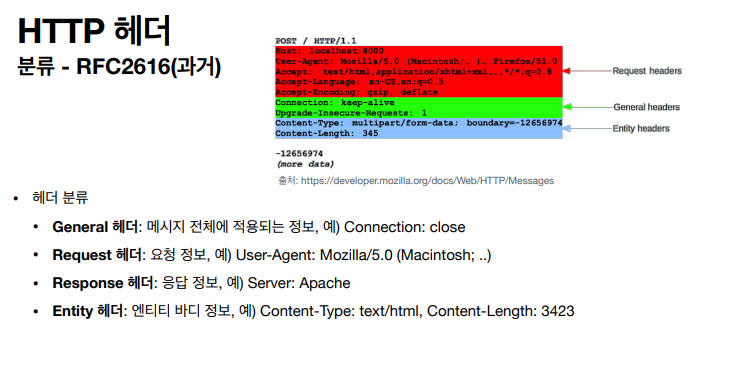 HTTP 헤더
분류 - RFC2616(과거)
POST / HTTP/1.1
Host: localhost:8000
User-Agent: Mozilla/5.0 (Macintosh;… )… Firefox/51.0
Accept: text/html,application/xhtml+xml,…,*/*;q=0.8
Accept-Language: en-US,en;q=0.5
Accept-Encoding: gzip, deflate
Request headers
Connection: keep-alive
Upgrade-Insecure-Requests: 1
General headers
Content-Type: multipart/form-data; boundary=-12656974
Content-Length: 345
Entity headers
-12656974
(more data)
출처: https://developer.mozilla.org/docs/Web/HTTP/Messages
• 헤더 분류
• General 헤더: 메시지 전체에 적용되는 정보, 예) Connection: close
• Request 헤더: 요청 정보, 예) User-Agent: Mozilla/5.0 (Macintosh; ..)
• Response 헤더: 응답 정보, 예) Server: Apache
• Entity 헤더: 엔티티 바디 정보, 예) Content-Type: text/html, Content-Length: 3423